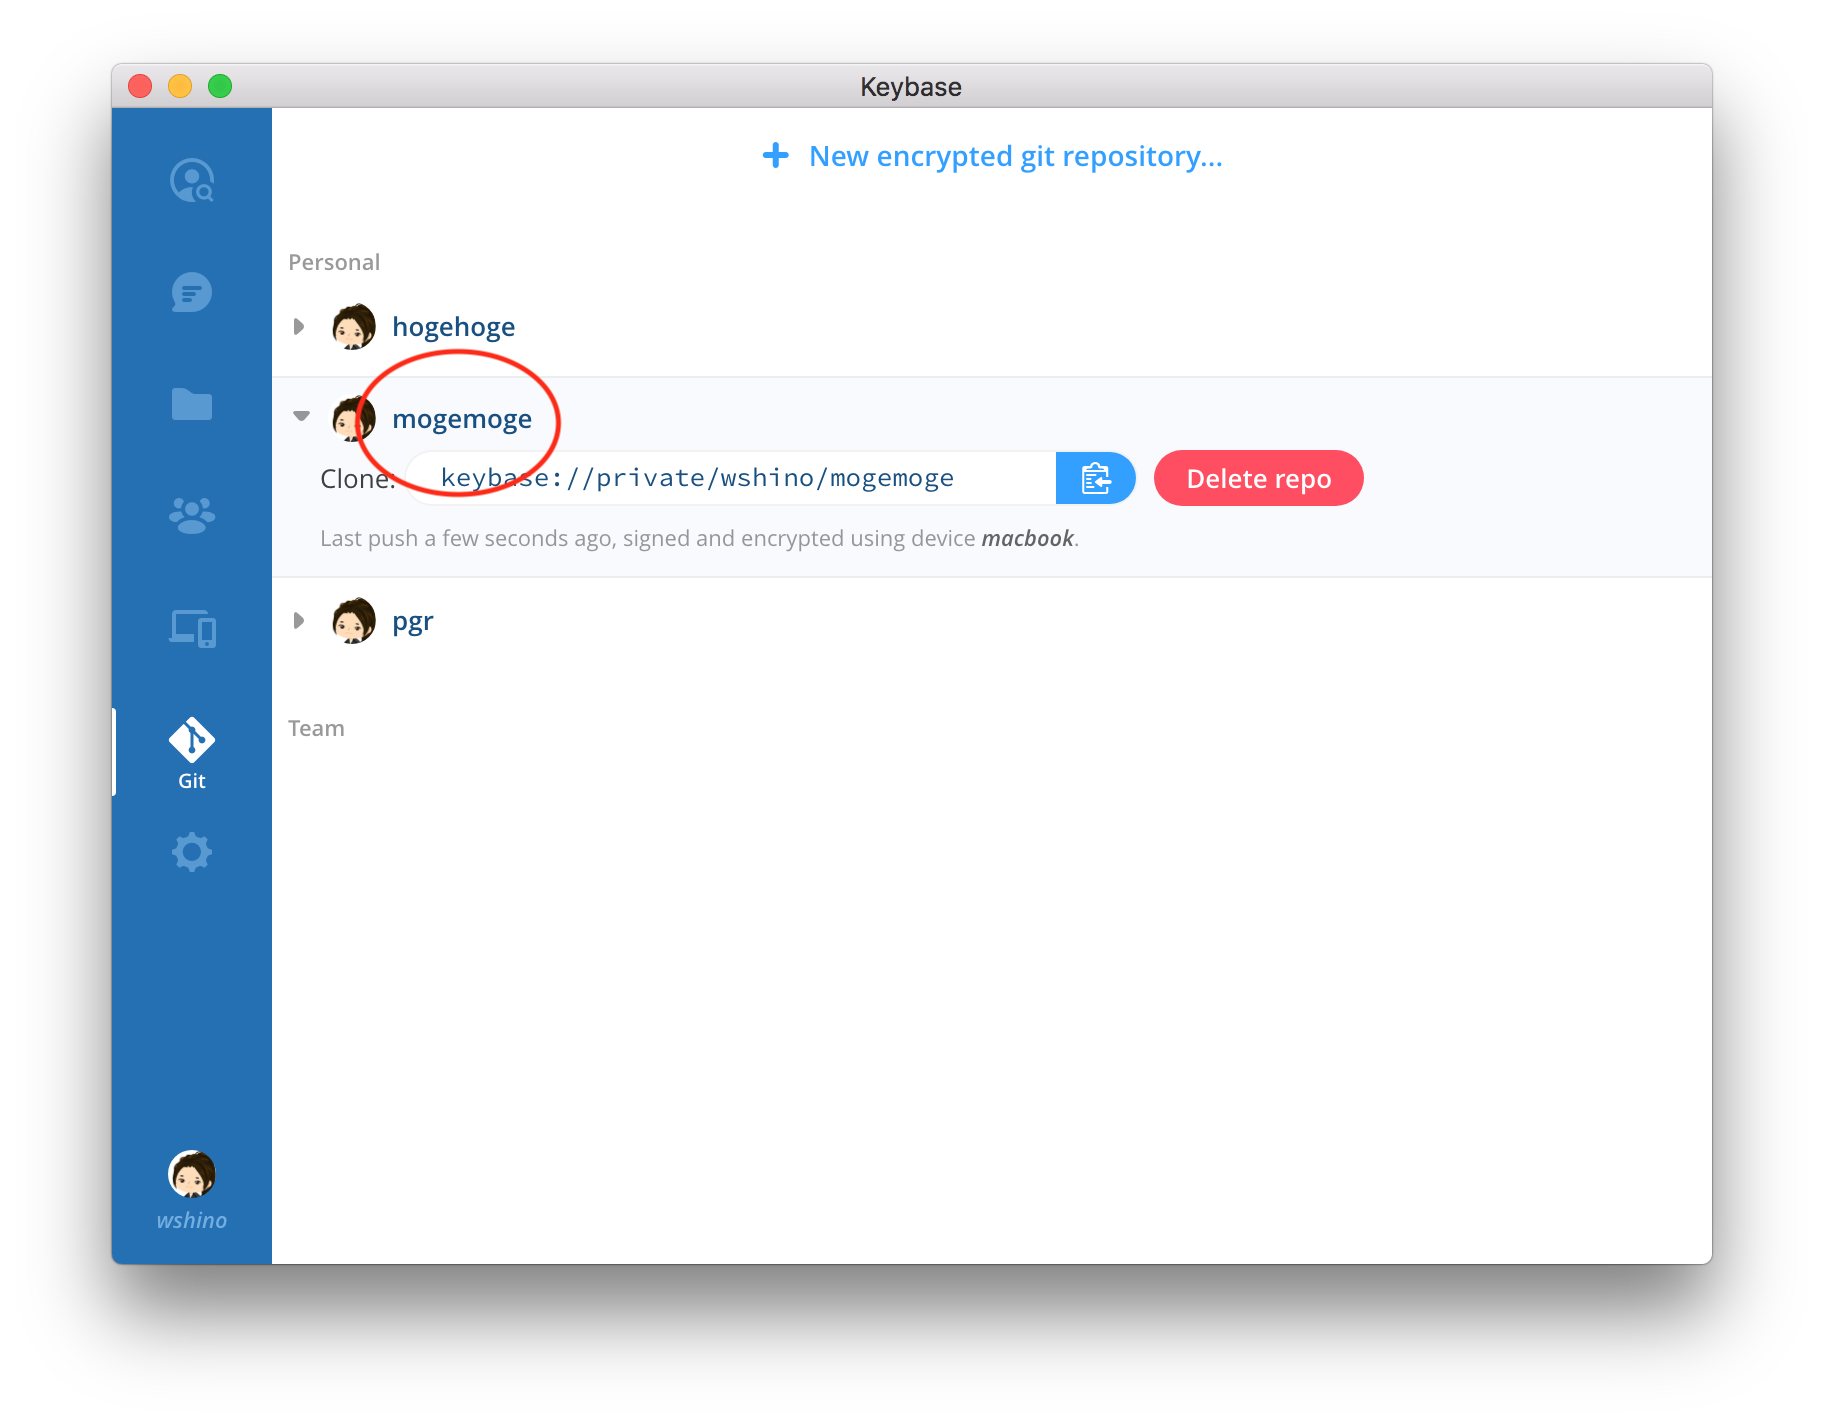 Keybase
New encrypted git repository...
Personal
hogehoge
mogemoge
Clone: keybase://private/wshino/mogemoge Delete repo
Last push a few seconds ago, signed and encrypted using device macbook.
pgr
Team
Git
wshino